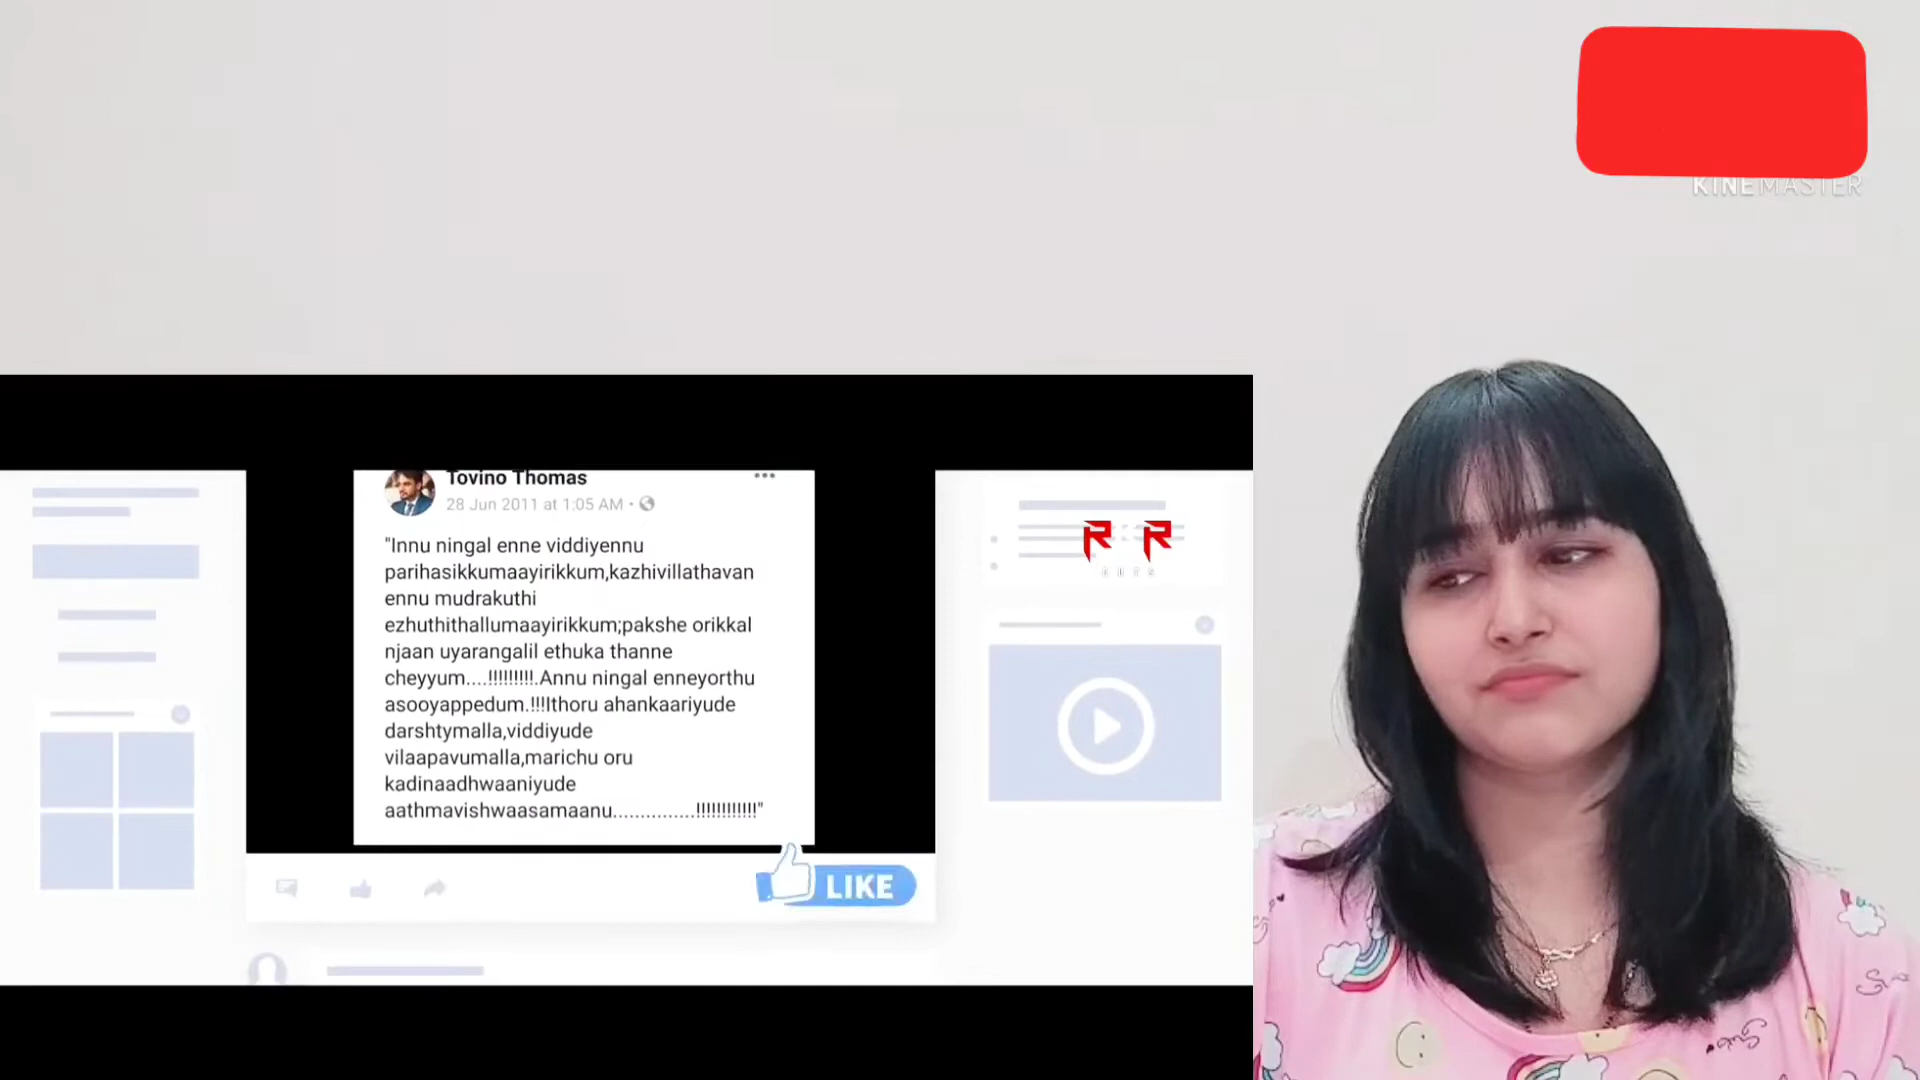 KINEMASTER
Tovino Thomas
28 Jun 2011 at 1:05 AM
"Innu ningal enne viddiyennu
parihasikkumaayirikkum,kazhivillathavan
ennu mudrakuthi
ezhuthithallumaayirikkum;pakshe orikkal
njaan uyarangalil ethuka thanne
cheyyum....!!!!!!!!!.Annu ningal enneyorthu
asooyappedum.!!!Ithoru ahankaariyude
darshtymalla,viddiyude
vilaapavumalla,marichu oru
kadinaadhwaaniyude
aathmavishwaasamaanu...............!!!!!!!!!!!!"
LIKE
R R